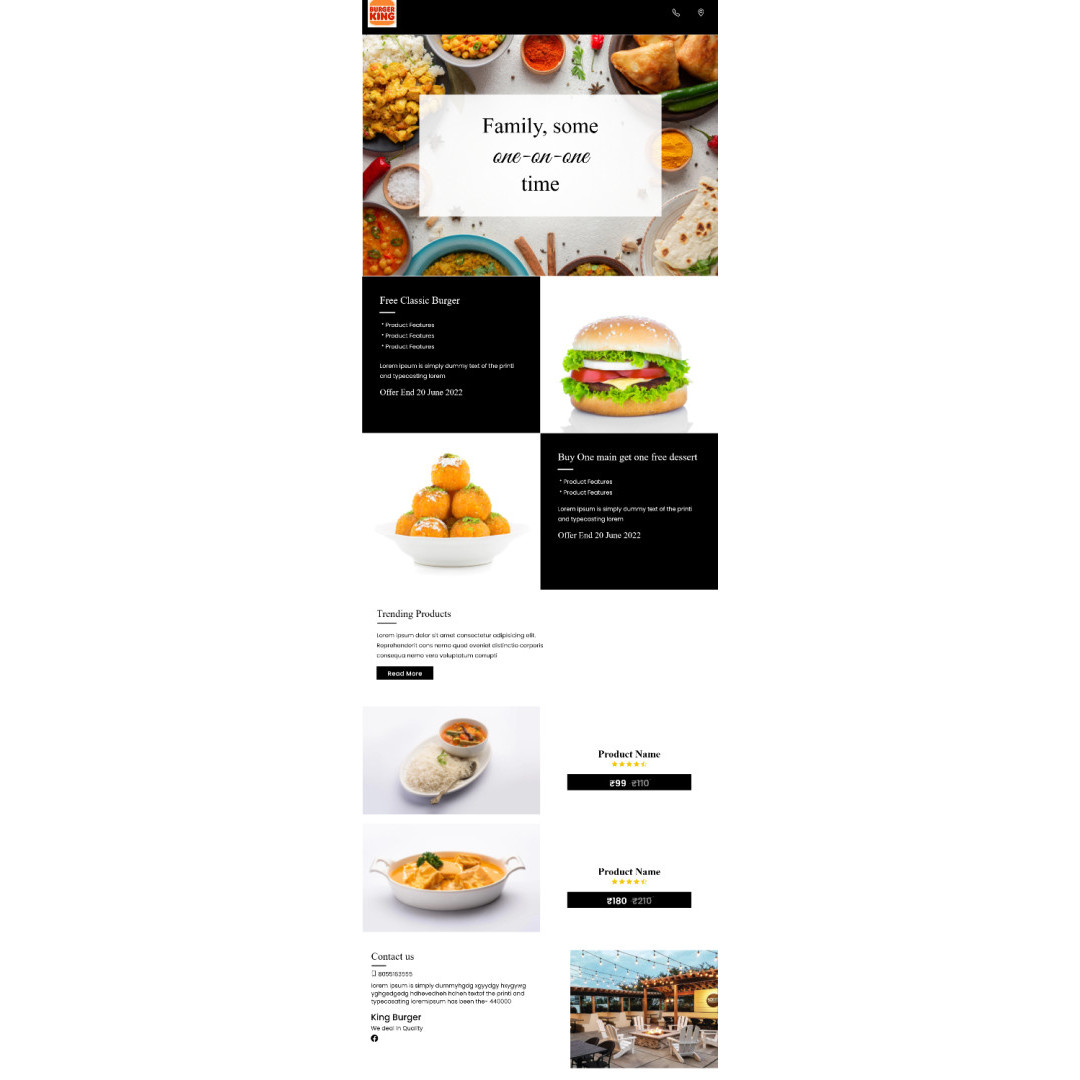 BURGER
KING
Family, some
one-on-one
time
Free Classic Burger
* Product Features
* Product Features
* Product Features
Lorem Ipsum is simply dummy text of the printi
and typecasting lorem
Offer End 20 June 2022
Buy One main get one free dessert
* Product Features
* Product Features
Lorem Ipsum is simply dummy text of the printi
and typecasting lorem
Offer End 20 June 2022
Trending Products
Lorem ipsum dolor sit amet consectetur adipisicing elit.
Reprehenderit cons nemo quod eveniet distinctio corporis
consequa nemo vero voluptatum corrupti
Read More
Product Name
₹99 ₹110
Product Name
₹180 ₹210
Contact us
8055163555
lorem ipsum is simply dummyhgdg xgyydgy hxygywg
yghgedgedg hdhevedheh hdheh textof the printi and
typecasating loremipsum has been the- 440000
King Burger
We deal in Quality